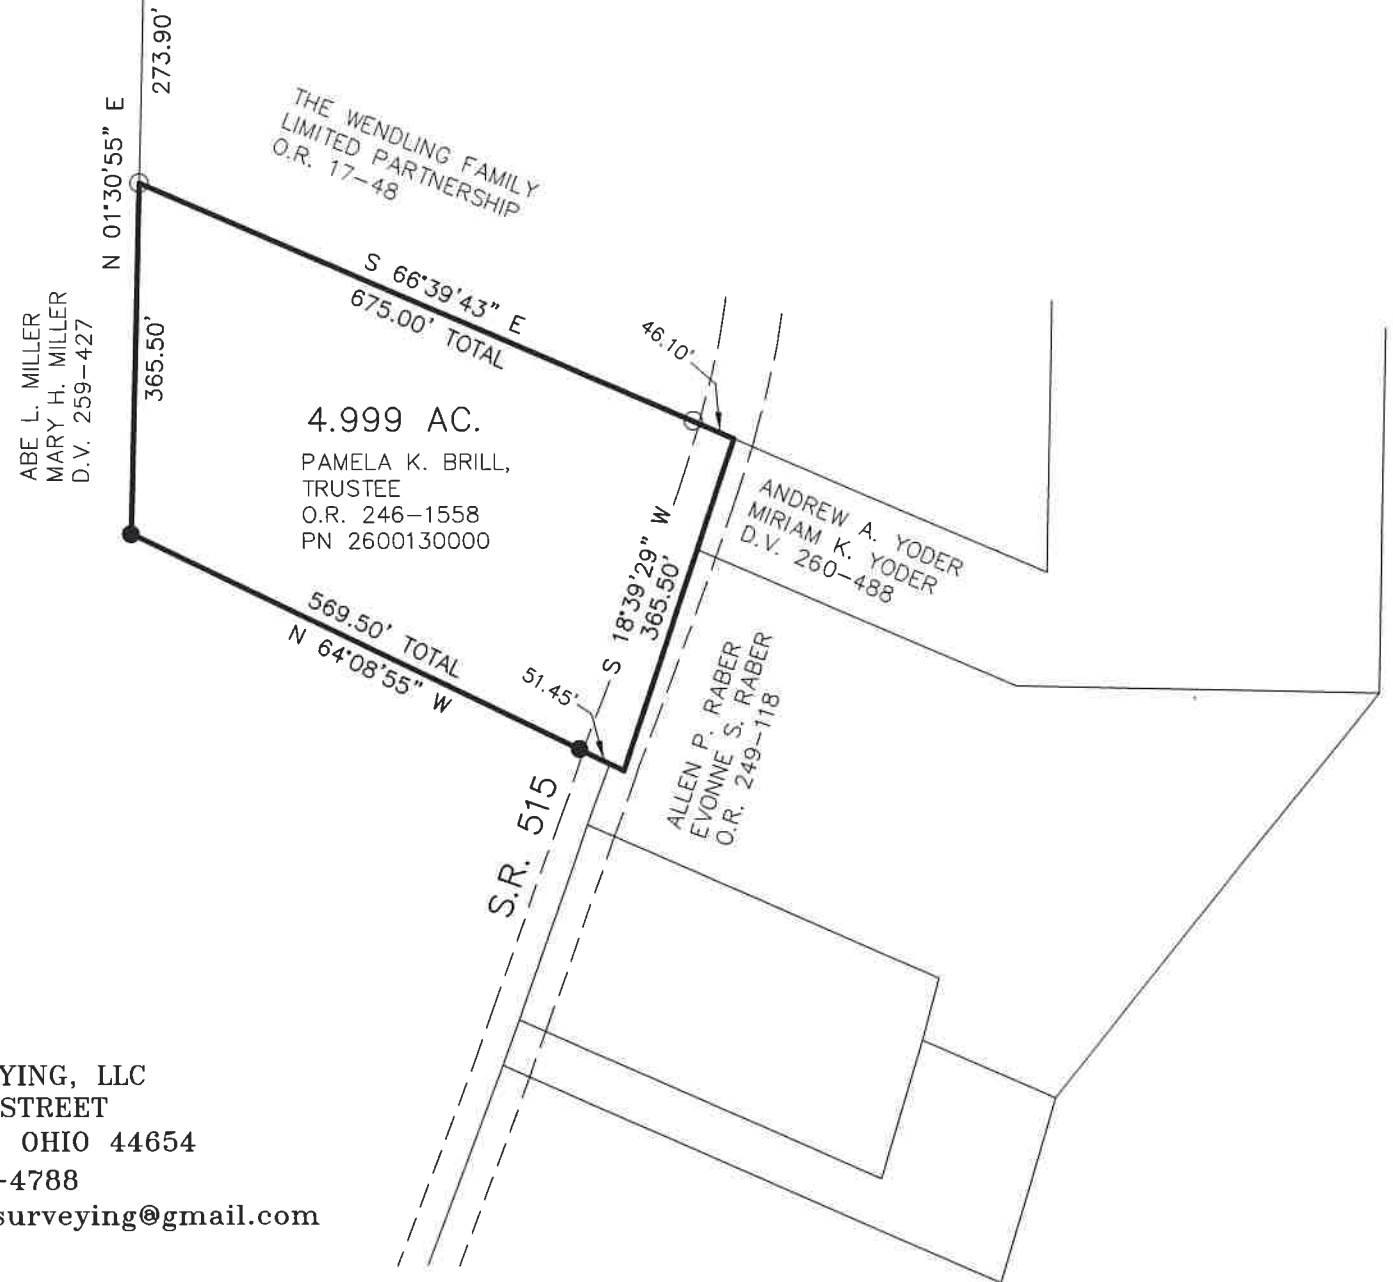 273.90'
N 01°30'55" E
THE WENDLING FAMILY
LIMITED PARTNERSHIP
O.R. 17-48
S 66°39'43" E
675.00' TOTAL
46.10'
ABE L. MILLER
MARY H. MILLER
D.V. 259-427
365.50'
4.999 AC.
PAMELA K. BRILL,
TRUSTEE
O.R. 246-1558
PN 2600130000
S 18°39'29" W
365.50'
ANDREW A. YODER
MIRIAM K. YODER
D.V. 260-488
569.50' TOTAL
N 64°08'55" W
51.45'
ALLEN P. RABER
EVONNE S. RABER
O.R. 249-118
S.R. 515
YING, LLC
STREET
OHIO 44654
-4788
surveying@gmail.com